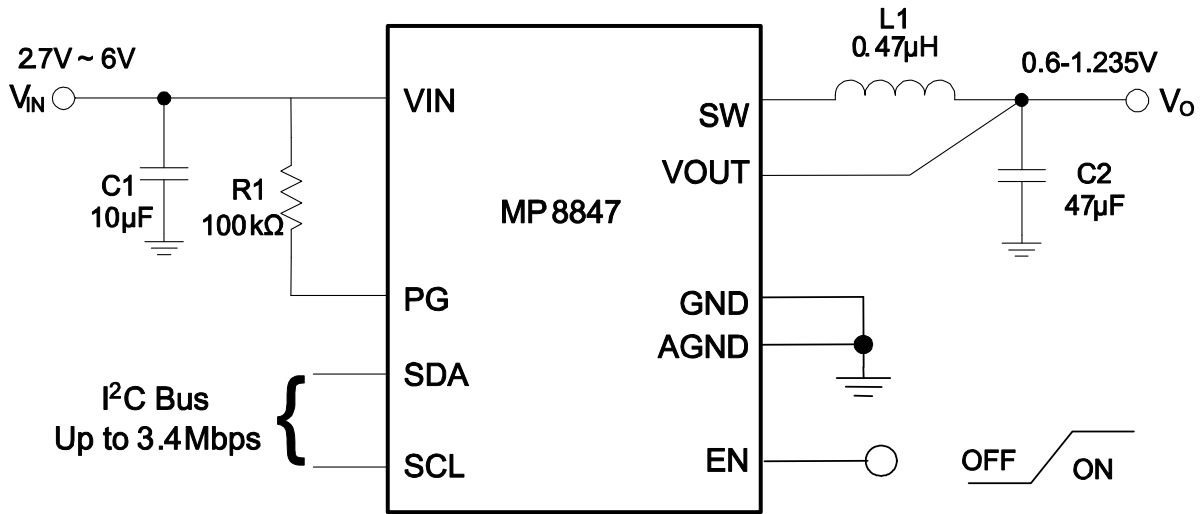 2.7V ~ 6V
VIN
C1
10µF
R1
100kΩ
VIN
PG
SDA
SCL
I²C Bus
Up to 3.4Mbps
MP8847
SW
VOUT
GND
AGND
EN
L1
0.47µH
0.6-1.235V
VO
C2
47µF
OFF
ON